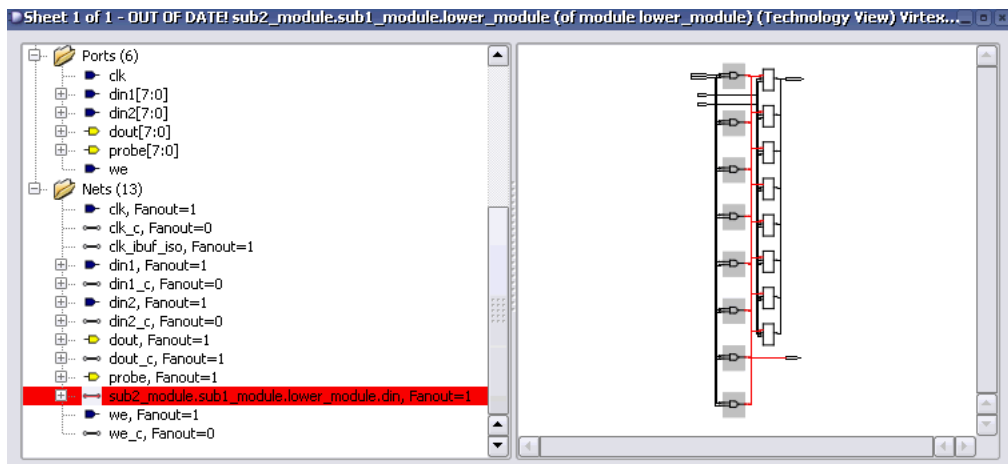 Sheet 1 of 1 - OUT OF DATE! sub2_module.sub1_module.lower_module (of module lower_module) (Technology View) Virtex...
Ports (6)
clk
din1[7:0]
din2[7:0]
dout[7:0]
probe[7:0]
we
Nets (13)
clk, Fanout=1
clk_c, Fanout=0
clk_ibuf_iso, Fanout=1
din1, Fanout=1
din1_c, Fanout=0
din2, Fanout=1
din2_c, Fanout=0
dout, Fanout=1
dout_c, Fanout=1
probe, Fanout=1
sub2_module.sub1_module.lower_module.din, Fanout=1
we, Fanout=1
we_c, Fanout=0